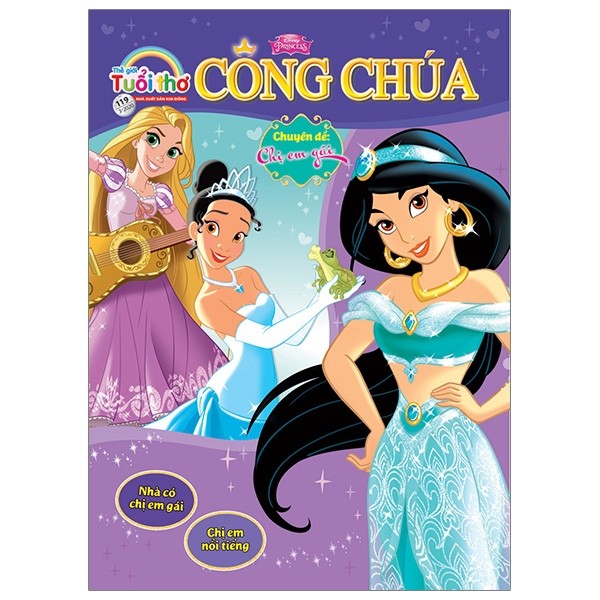 Disney
PRINCESS
Thế giới
Tuổi thơ
NHÀ XUẤT BẢN KIM ĐỒNG
119
CÔNG CHÚA
Chuyên đề:
Chị em gái
Nhà có
chị em gái
Chị em
nổi tiếng